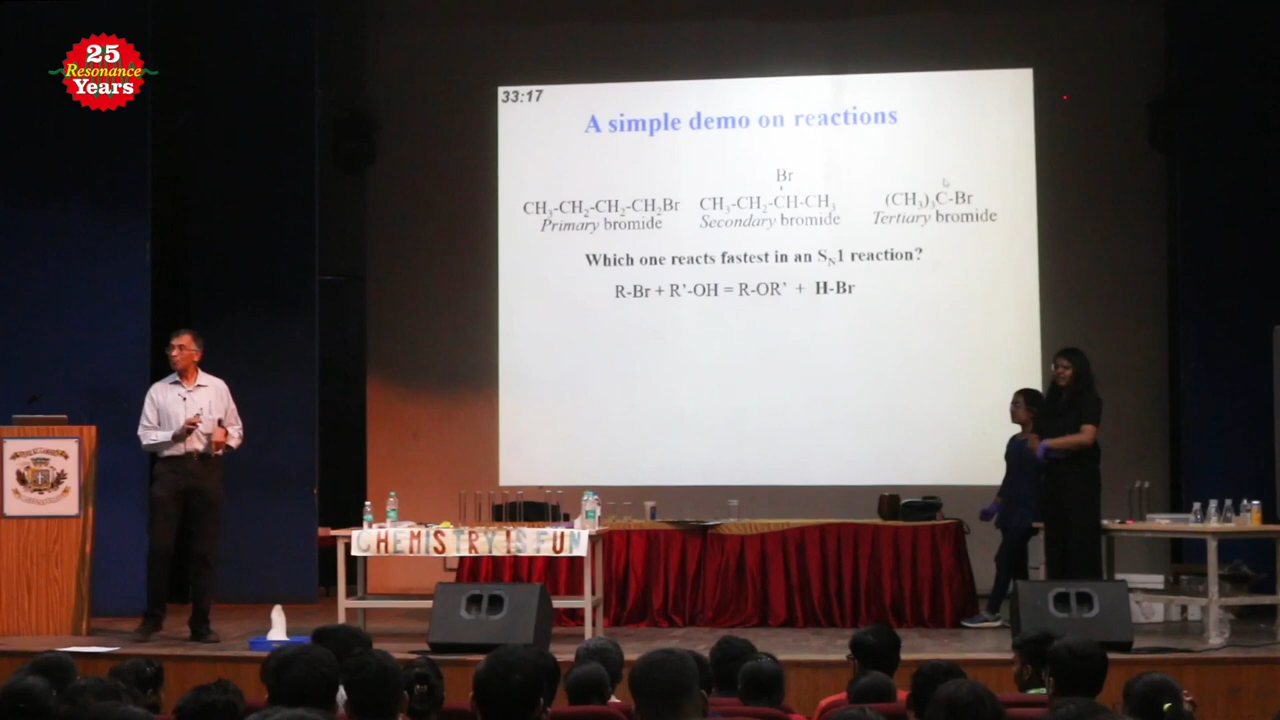 25
Resonance
Years
33:17
A simple demo on reactions
Br
CH₃-CH₂-CH₂-CH₂Br CH₃-CH₂-CH-CH₃ (CH₃)₃C-Br
Primary bromide Secondary bromide Tertiary bromide
Which one reacts fastest in an SN1 reaction?
R-Br + R'-OH = R-OR' + H-Br
CHEMISTRY IS FUN